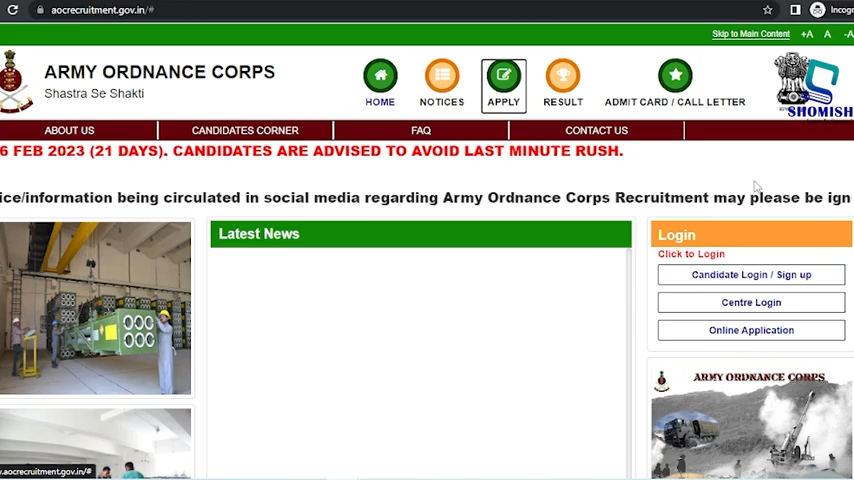 aocrecruitment.gov.in/#
Skip to Main Content +A A -A
ARMY ORDNANCE CORPS
Shastra Se Shakti
HOME NOTICES APPLY RESULT ADMIT CARD / CALL LETTER
SHOMISH
ABOUT US CANDIDATES CORNER FAQ CONTACT US
6 FEB 2023 (21 DAYS). CANDIDATES ARE ADVISED TO AVOID LAST MINUTE RUSH.
ice/information being circulated in social media regarding Army Ordnance Corps Recruitment may please be ign
Latest News
Login
Click to Login
Candidate Login / Sign up
Centre Login
Online Application
ARMY ORDNANCE CORPS
.aocrecruitment.gov.in/#